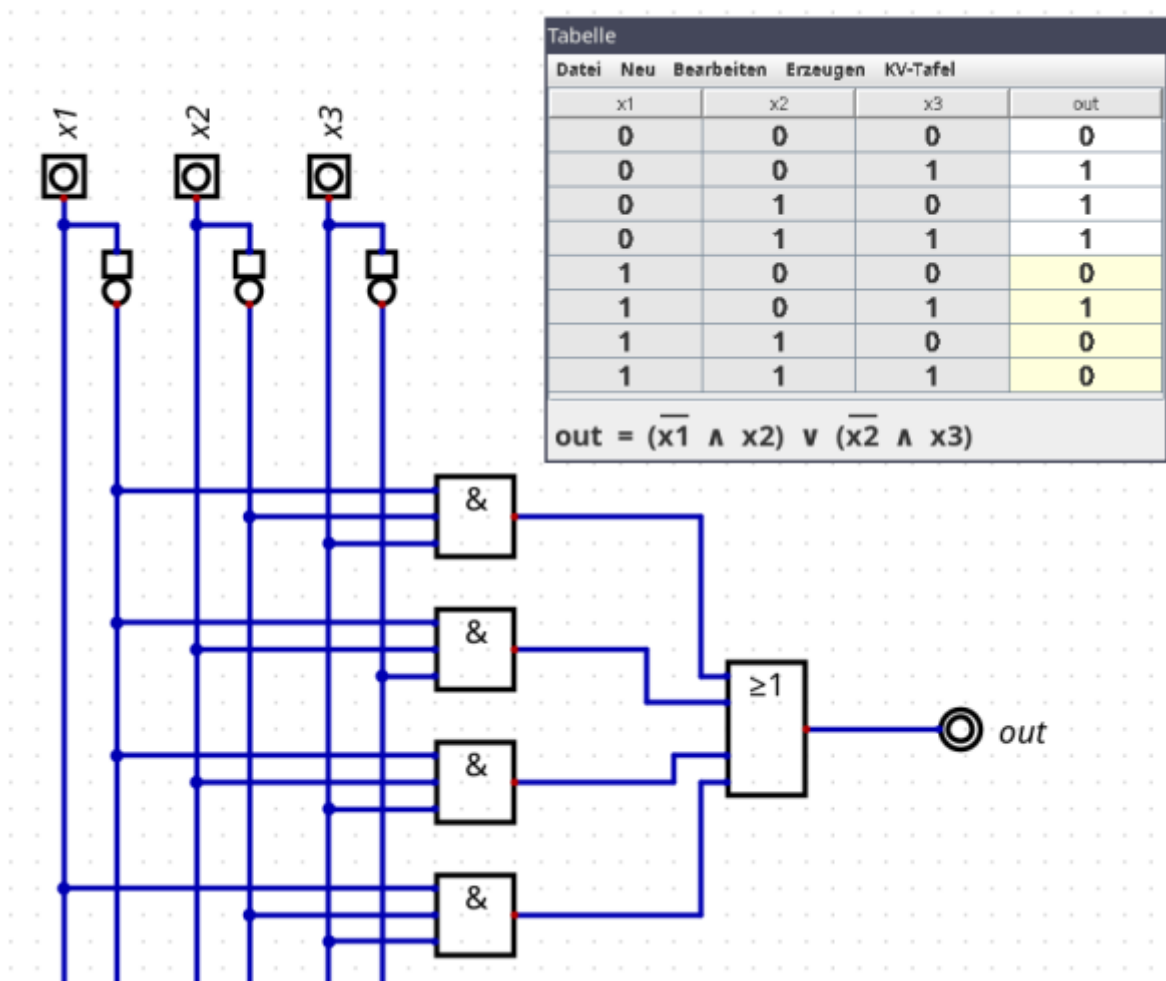 Tabelle
Datei Neu Bearbeiten Erzeugen KV-Tafel
x1 x2 x3 out
0 0 0 0
0 0 1 1
0 1 0 1
0 1 1 1
1 0 0 0
1 0 1 1
1 1 0 0
1 1 1 0
out = (x̅1̅ ∧ x2) ∨ (x̅2̅ ∧ x3)
x1 x2 x3
&
&
≥1
out
&
&